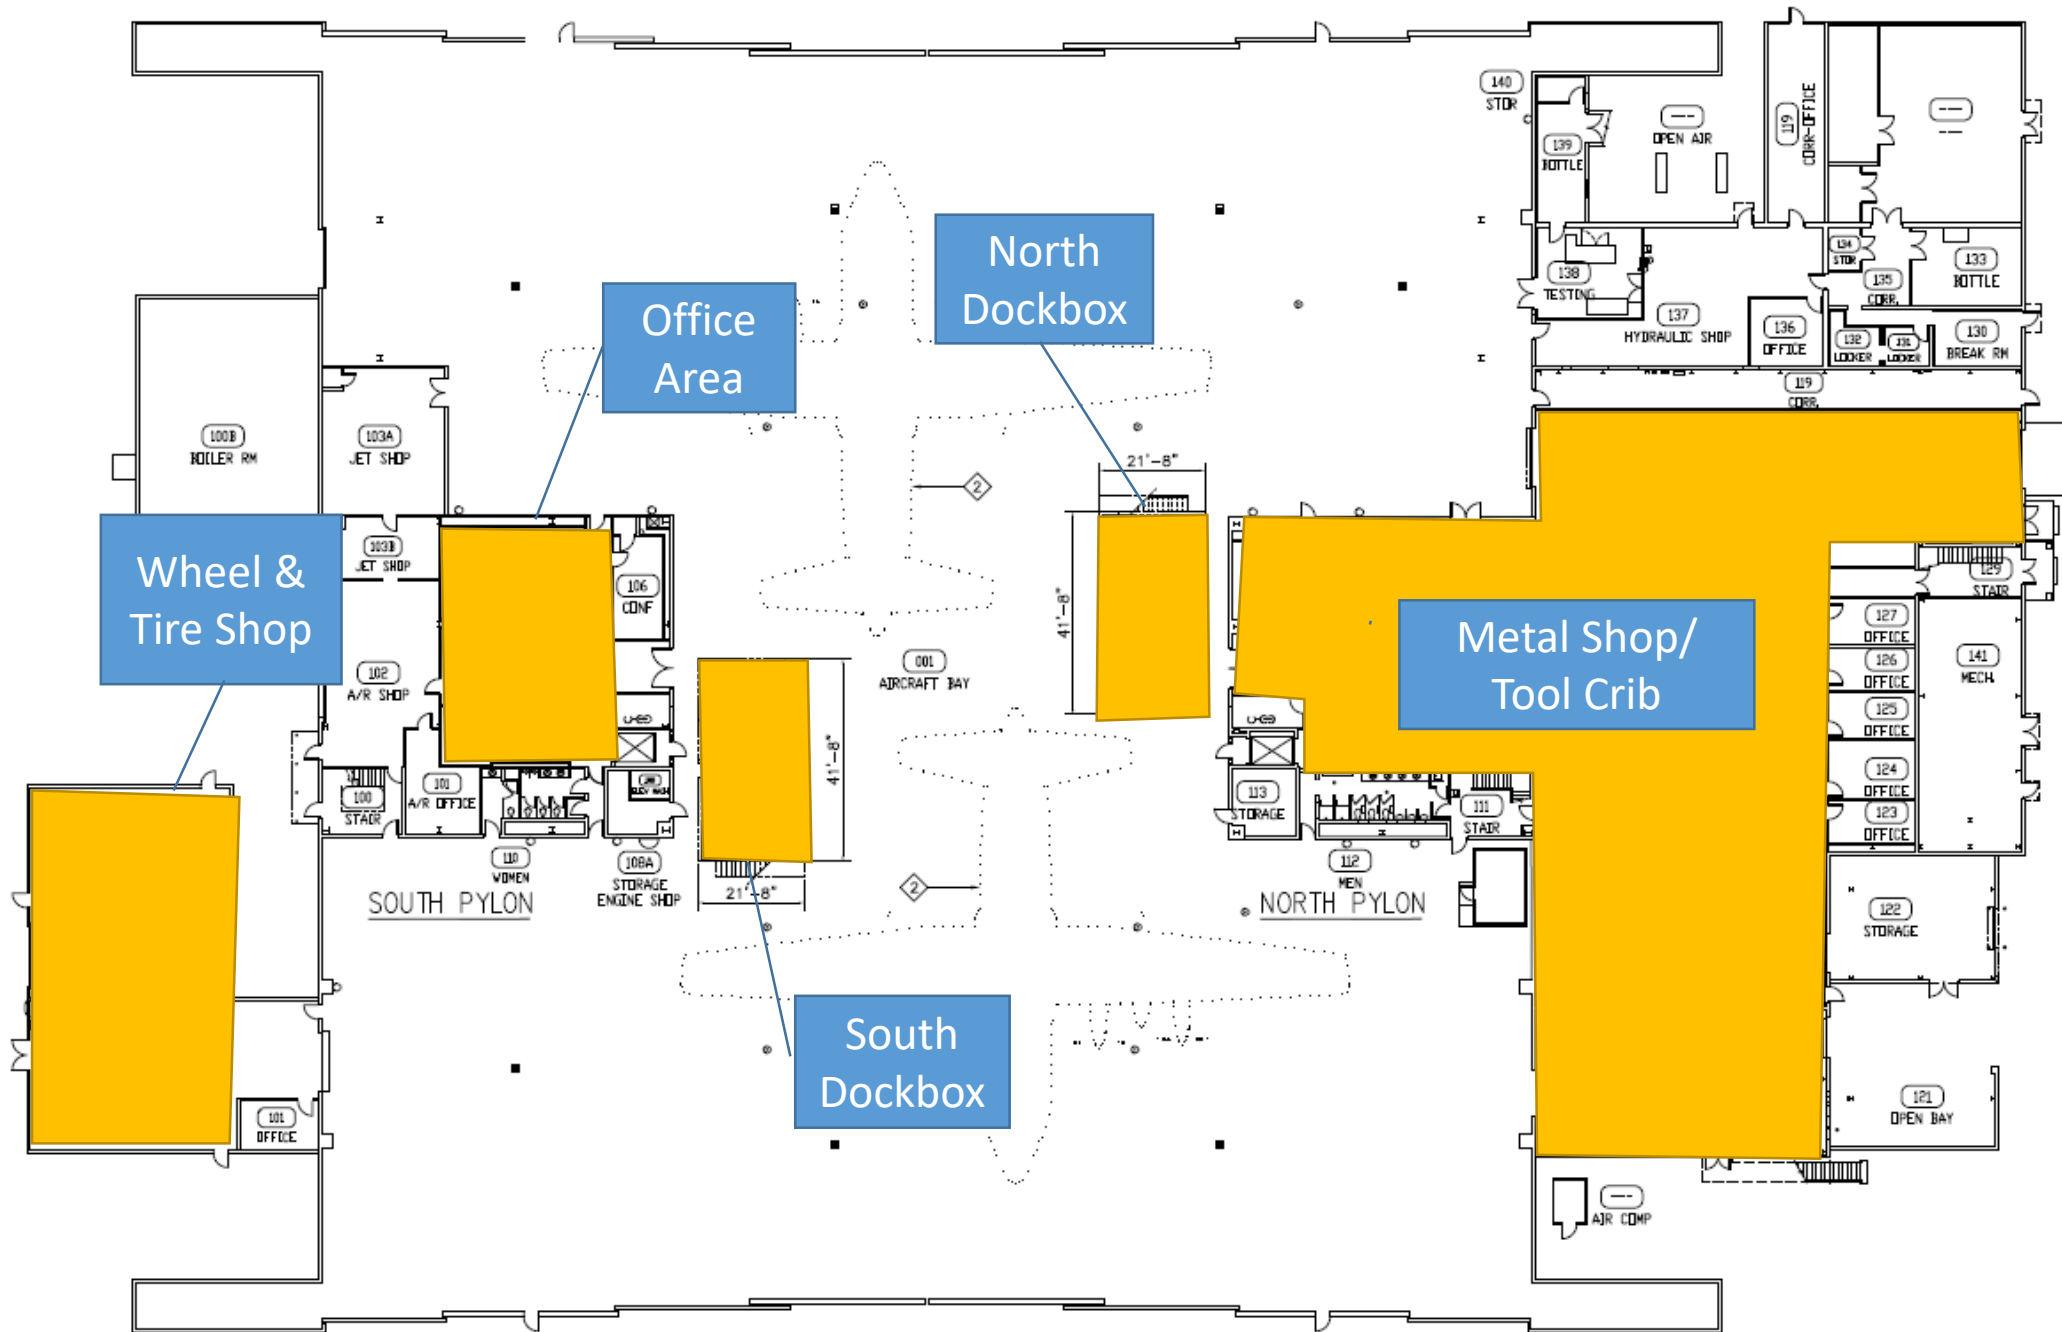 140
STOR
OPEN AIR
119
CORR-OFFICE
139
BOTTLE
North
Dockbox
134
STOR
133
BOTTLE
138
TESTING
135
CORR.
Office
Area
137
HYDRAULIC SHOP
136
OFFICE
132
LOCKER
131
LOCKER
130
BREAK RM
119
CORR.
100B
BOILER RM
103A
JET SHOP
21'-8"
2
Wheel &
Tire Shop
103B
JET SHOP
106
CONF
41'-8"
129
STAIR
Metal Shop/
Tool Crib
127
OFFICE
126
OFFICE
141
MECH.
102
A/R SHOP
001
AIRCRAFT BAY
125
OFFICE
41'-8"
124
OFFICE
100
STAIR
101
A/R OFFICE
113
STORAGE
111
STAIR
123
OFFICE
110
WOMEN
108A
STORAGE
ENGINE SHOP
112
MEN
SOUTH PYLON
21'-8"
2
NORTH PYLON
122
STORAGE
South
Dockbox
101
OFFICE
121
OPEN BAY
AIR COMP